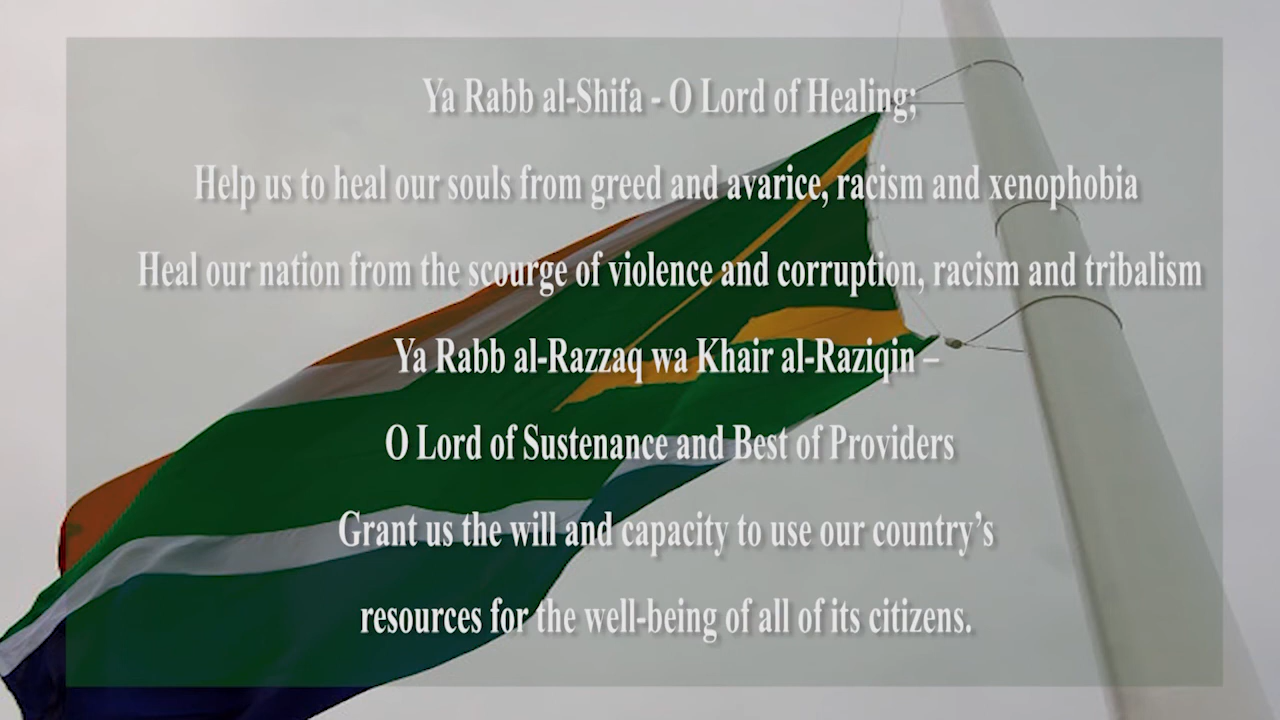 Ya Rabb al-Shifa - O Lord of Healing;
Help us to heal our souls from greed and avarice, racism and xenophobia
Heal our nation from the scourge of violence and corruption, racism and tribalism
Ya Rabb al-Razzaq wa Khair al-Raziqin –
O Lord of Sustenance and Best of Providers
Grant us the will and capacity to use our country’s
resources for the well-being of all of its citizens.